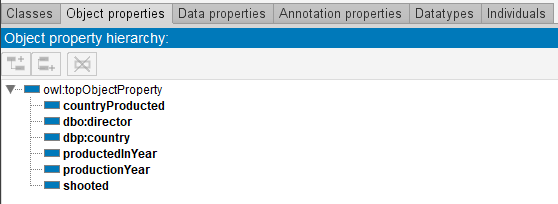 Classes Object properties Data properties Annotation properties Datatypes Individuals
Object property hierarchy:
owl:topObjectProperty
countryProducted
dbo:director
dbp:country
productedInYear
productionYear
shooted